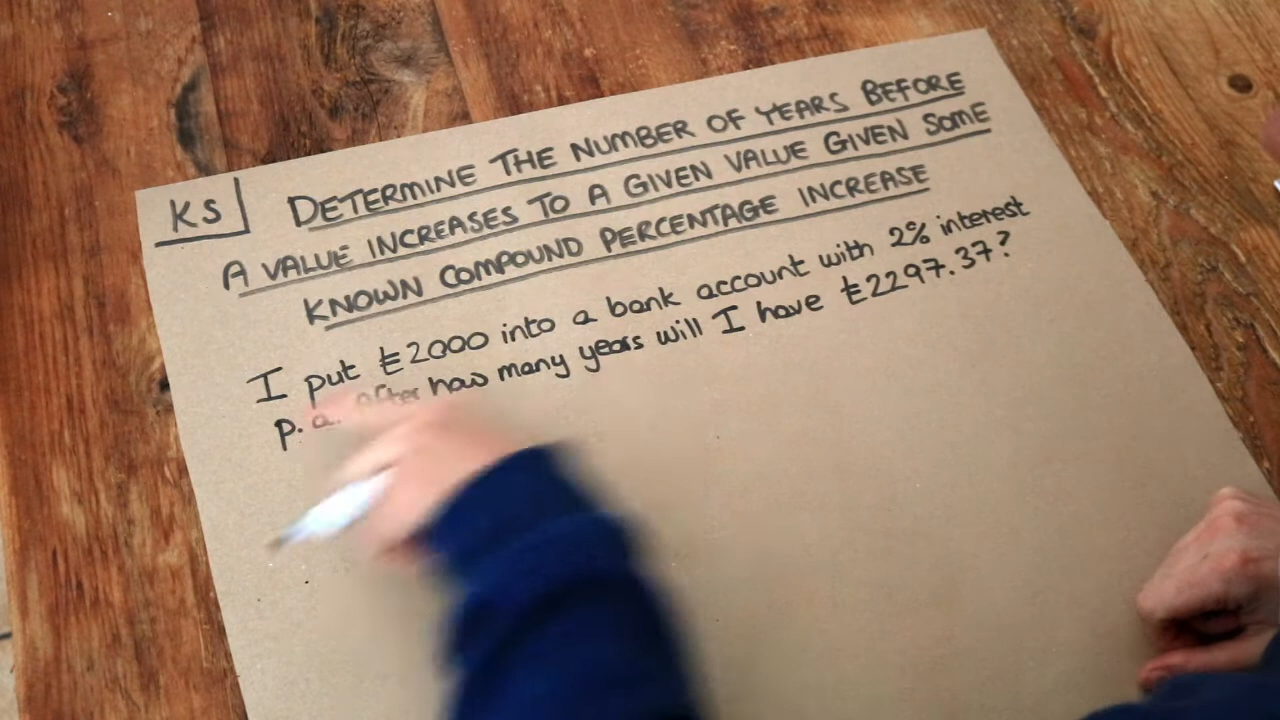 KS
DETERMINE THE NUMBER OF YEARS BEFORE
A VALUE INCREASES TO A GIVEN VALUE GIVEN SOME
KNOWN COMPOUND PERCENTAGE INCREASE
I put £2000 into a bank account with 2% interest
p.a. after how many years will I have £2297.37?